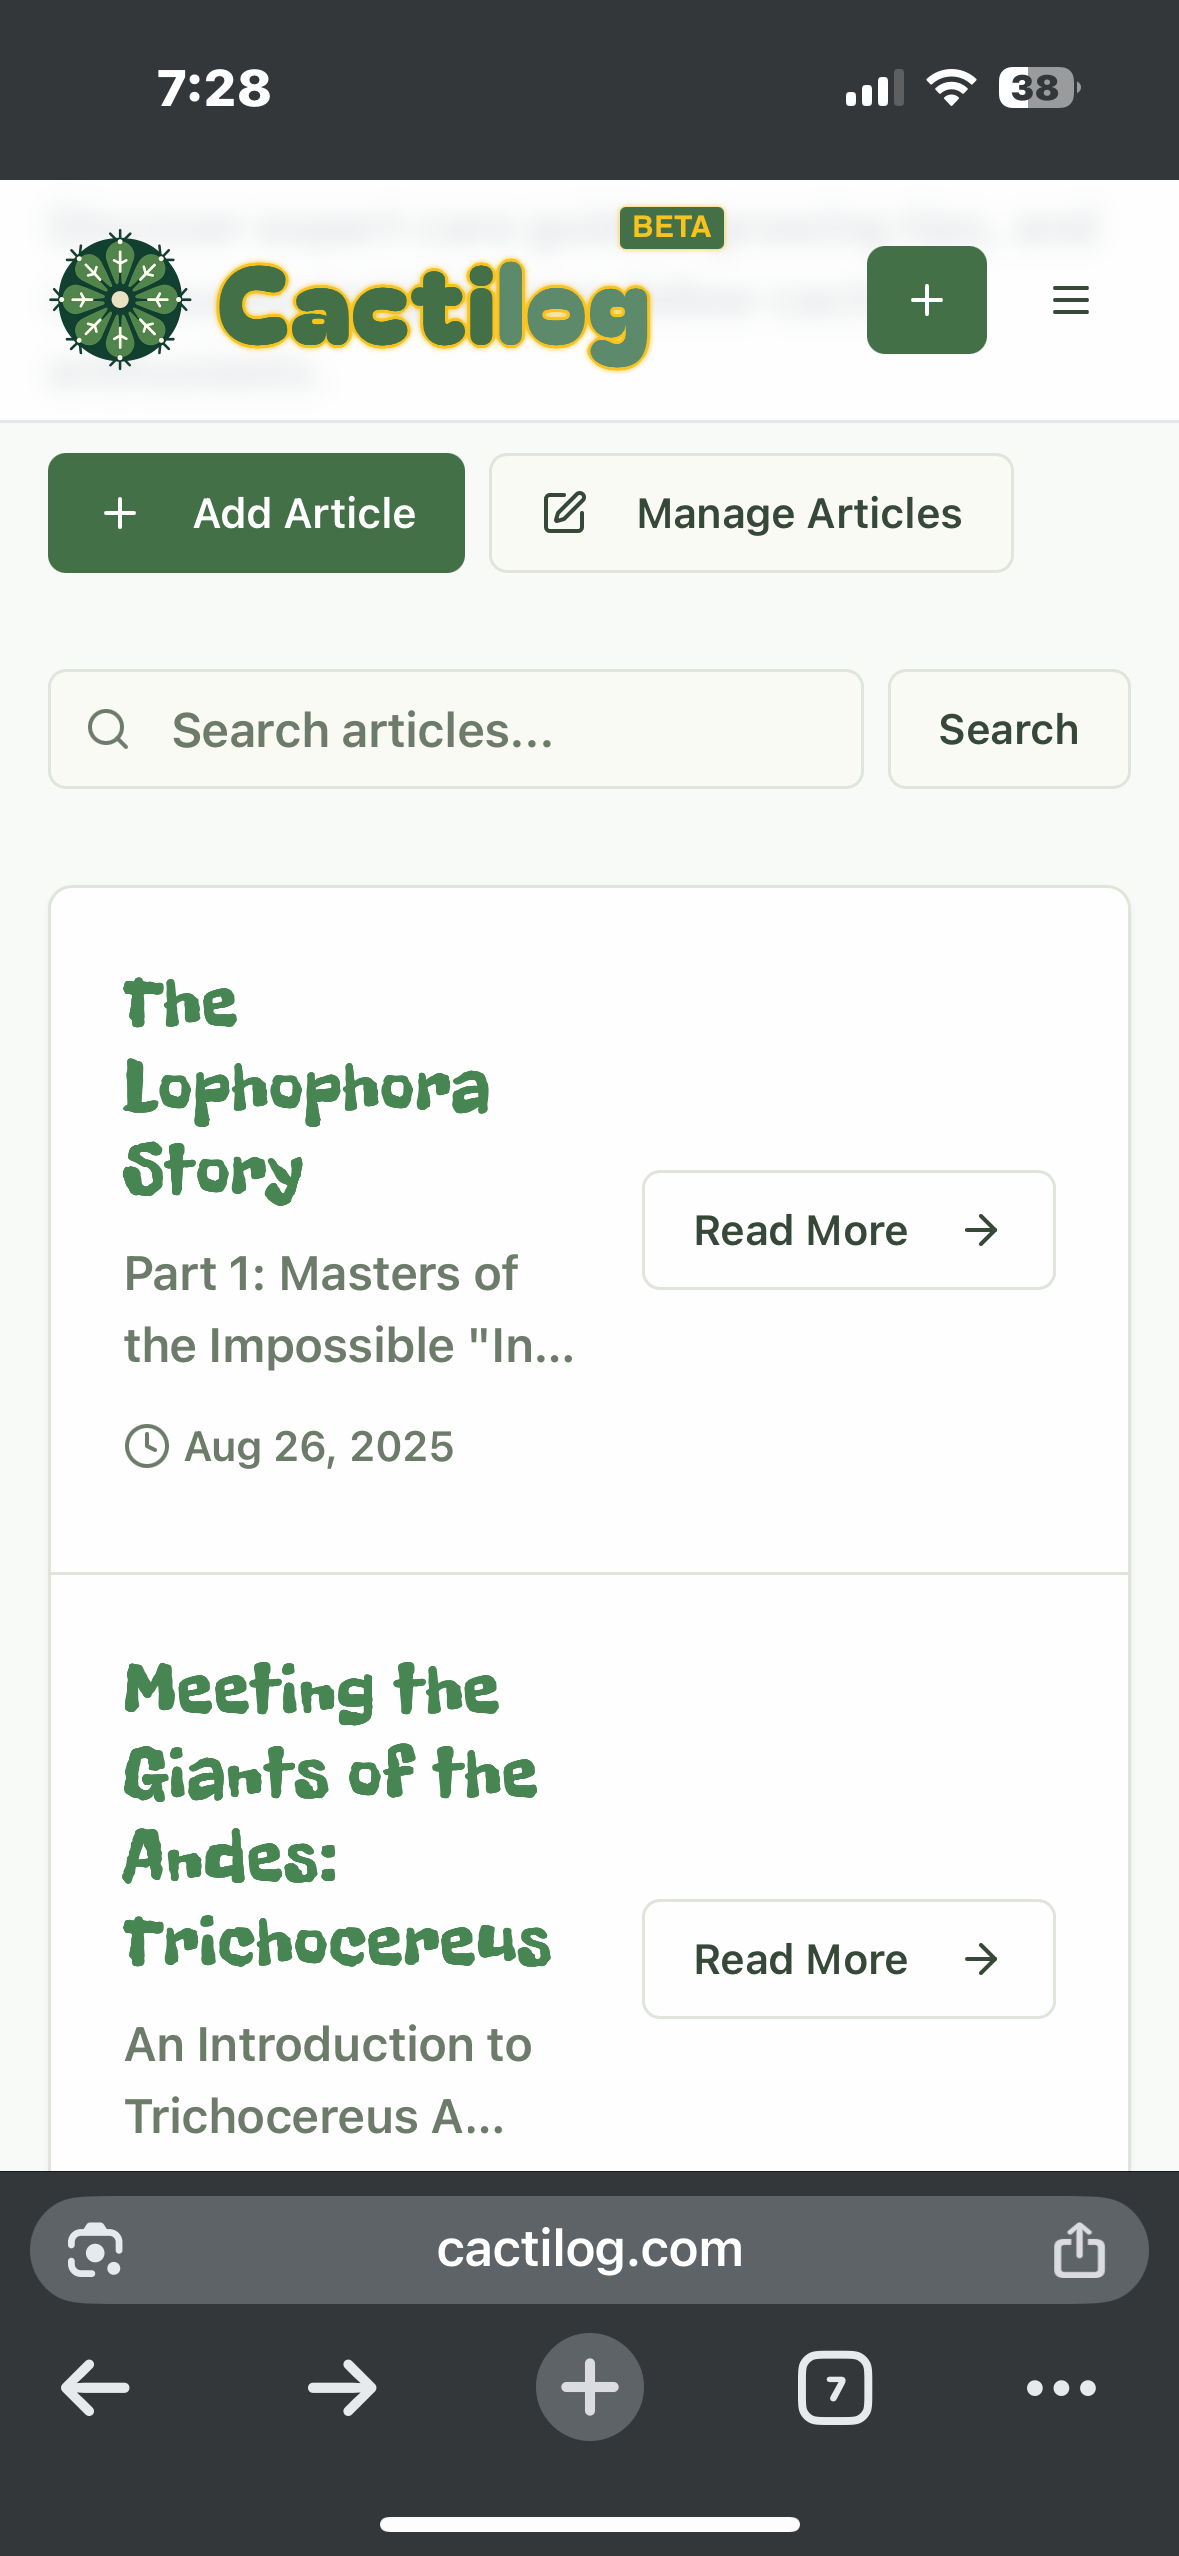 7:28
38
Cactilog
BETA
Add Article
Manage Articles
Search articles...
Search
The
Lophophora
Story
Read More
Part 1: Masters of
the Impossible "In...
Aug 26, 2025
Meeting the
Giants of the
Andes:
Trichocereus
Read More
An Introduction to
Trichocereus A...
cactilog.com
7